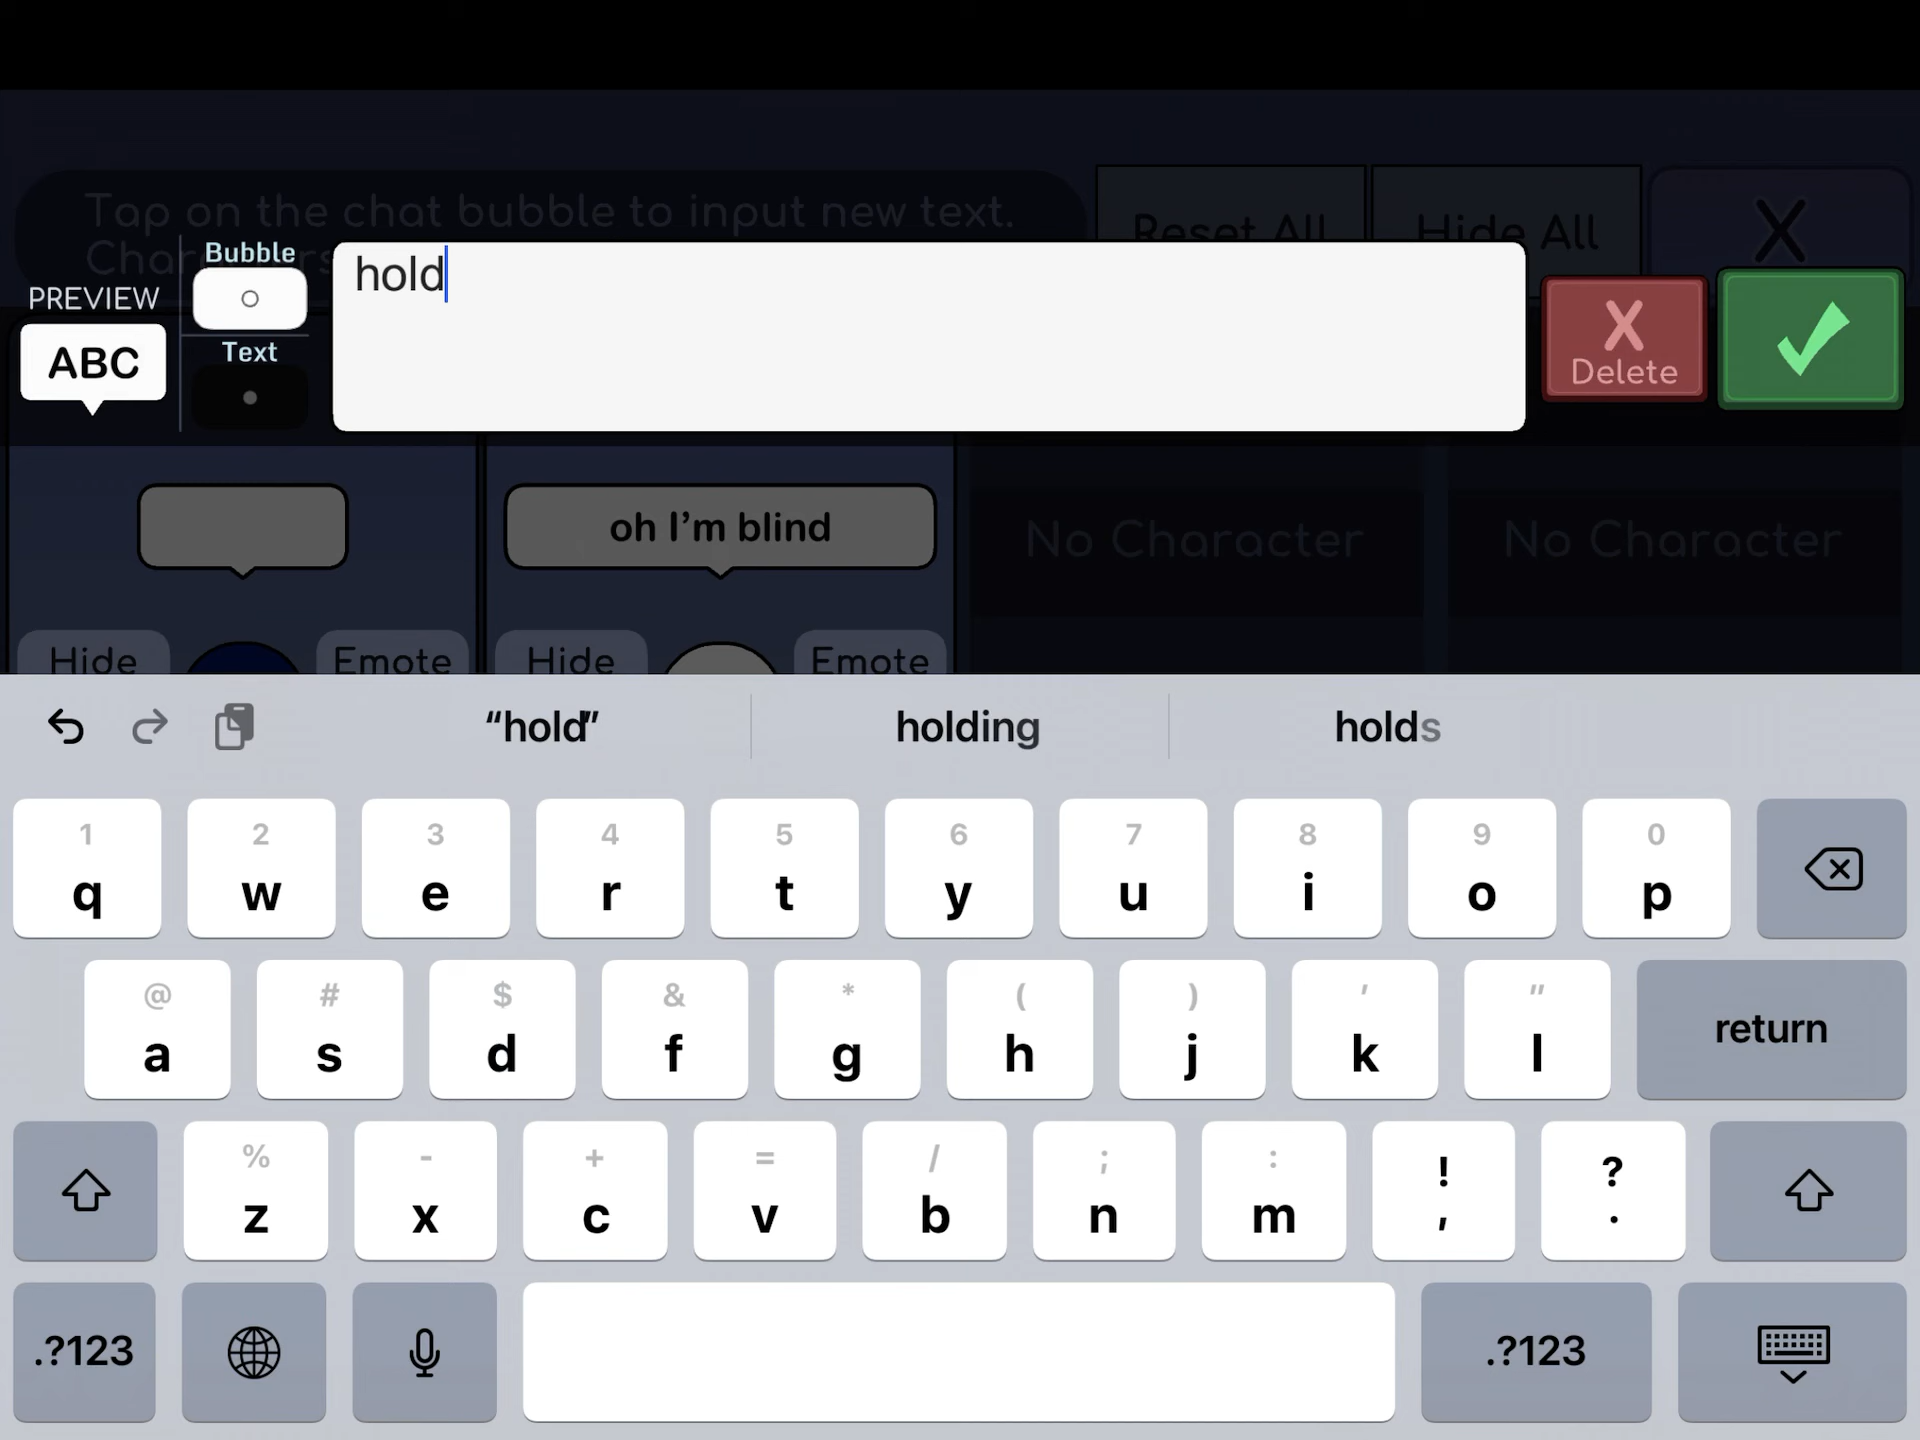 Tap on the chat bubble to input new text.
Characters
Reset All
Hide All
X
Bubble
PREVIEW
ABC
Text
hold
X
Delete
oh I'm blind
No Character
No Character
Hide
Emote
Hide
Emote
“hold”
holding
holds
1 2 3 4 5 6 7 8 9 0
q w e r t y u i o p
@ # $ & * ( ) ' "
a s d f g h j k l
return
% - + = / ; : ! ?
z x c v b n m , .
.?123
.?123